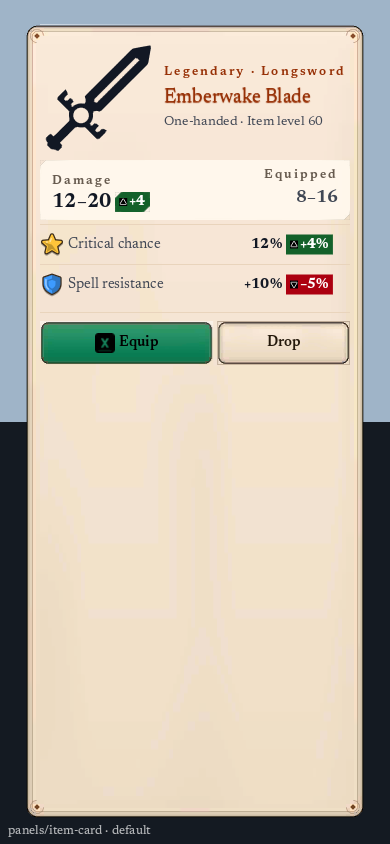 Legendary · Longsword
Emberwake Blade
One-handed · Item level 60
Damage
12–20 +4
Equipped
8–16
Critical chance 12% +4%
Spell resistance +10% –5%
X Equip
Drop
panels/item-card · default